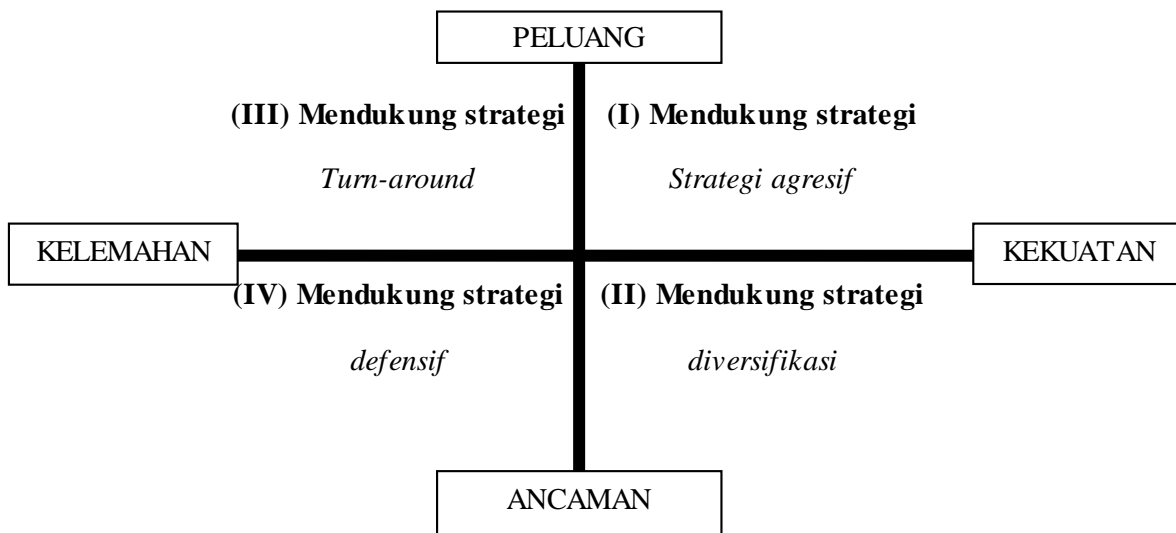 PELUANG
(III) Mendukung strategi
(I) Mendukung strategi
Turn-around
Strategi agresif
KELEMAHAN
KEKUATAN
(IV) Mendukung strategi
(II) Mendukung strategi
defensif
diversifikasi
ANCAMAN